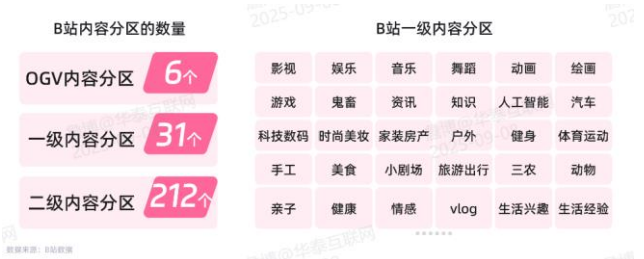 B站内容分区的数量
OGV内容分区 6个
一级内容分区 31个
二级内容分区 212个
数据来源：B站数据
B站一级内容分区
影视 娱乐 音乐 舞蹈 动画 绘画
游戏 鬼畜 资讯 知识 人工智能 汽车
科技数码 时尚美妆 家装房产 户外 健身 体育运动
手工 美食 小剧场 旅游出行 三农 动物
亲子 健康 情感 vlog 生活兴趣 生活经验
······